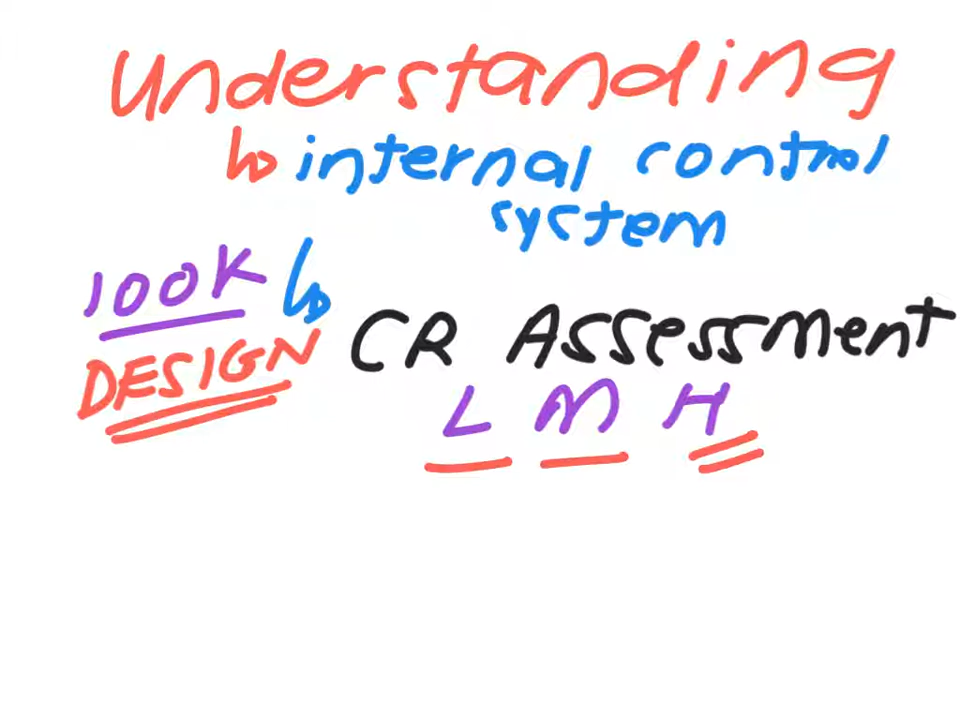 Understanding
↳ internal control
system
100K ↳
CR Assessment
DESIGN
L M H